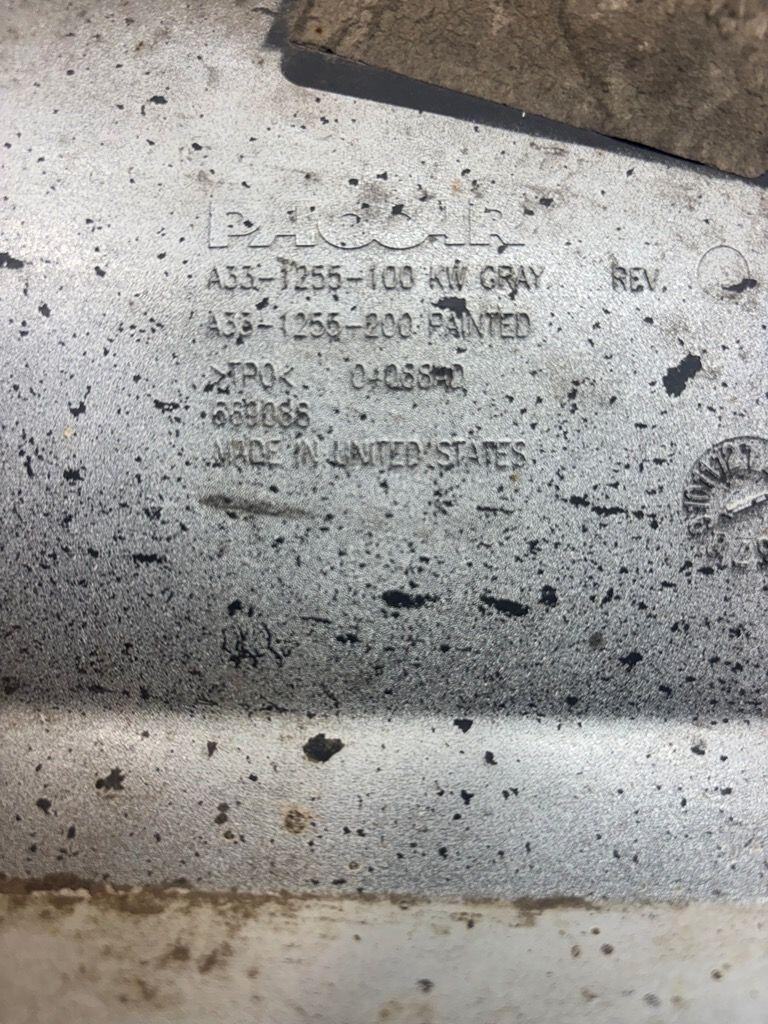 PACCAR
A33-1255-100 KW GRAY REV.
A33-1255-200 PAINTED
>TPO<
MADE IN UNITED STATES